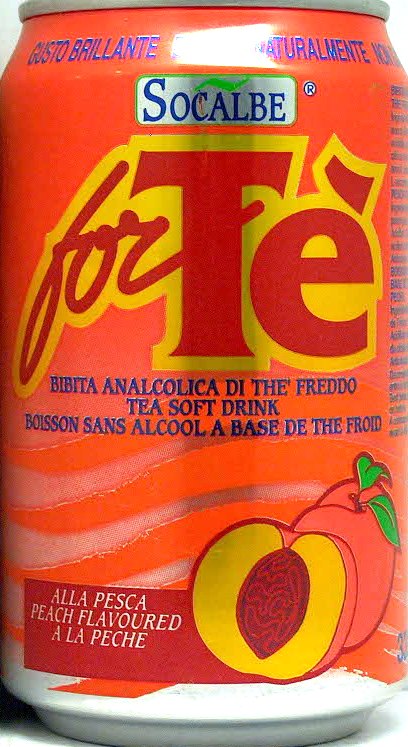 GUSTO BRILLANTE NATURALMENTE NON
SOCALBE ®
for Tè
BIBITA ANALCOLICA DI THE' FREDDO
TEA SOFT DRINK
BOISSON SANS ALCOOL A BASE DE THE FROID
ALLA PESCA
PEACH FLAVOURED
À LA PECHE